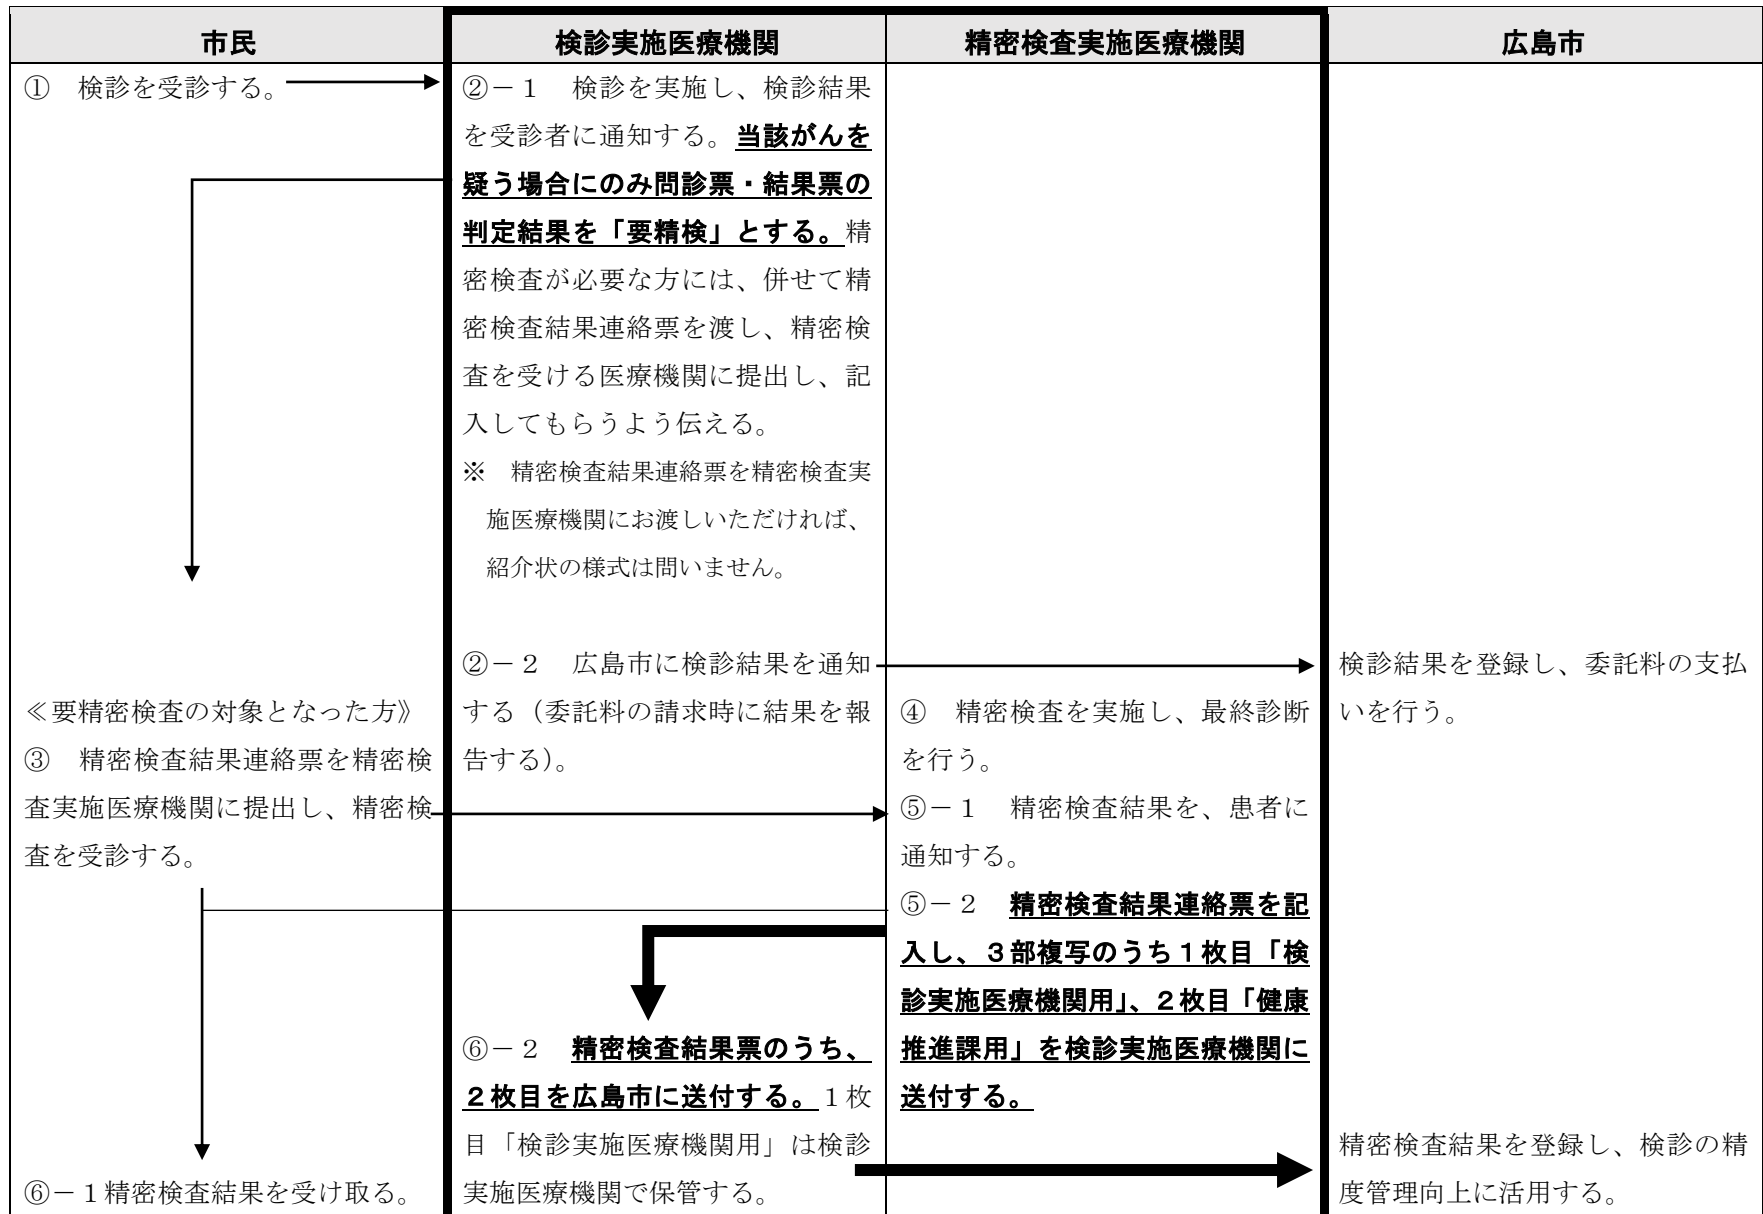 市民
検診実施医療機関
精密検査実施医療機関
広島市
① 検診を受診する。
②－１ 検診を実施し、検診結果
を受診者に通知する。当該がんを
疑う場合にのみ問診票・結果票の
判定結果を「要精検」とする。精
密検査が必要な方には、併せて精
密検査結果連絡票を渡し、精密検
査を受ける医療機関に提出し、記
入してもらうよう伝える。
※ 精密検査結果連絡票を精密検査実
施医療機関にお渡しいただければ、
紹介状の様式は問いません。
②－２ 広島市に検診結果を通知
する（委託料の請求時に結果を報
告する）。
検診結果を登録し、委託料の支払
いを行う。
≪要精密検査の対象となった方》
③ 精密検査結果連絡票を精密検
査実施医療機関に提出し、精密検
査を受診する。
④ 精密検査を実施し、最終診断
を行う。
⑤－１ 精密検査結果を、患者に
通知する。
⑤－２ 精密検査結果連絡票を記
入し、３部複写のうち１枚目「検
診実施医療機関用」、２枚目「健康
推進課用」を検診実施医療機関に
送付する。
⑥－２ 精密検査結果票のうち、
２枚目を広島市に送付する。１枚
目「検診実施医療機関用」は検診
実施医療機関で保管する。
⑥－１精密検査結果を受け取る。
精密検査結果を登録し、検診の精
度管理向上に活用する。